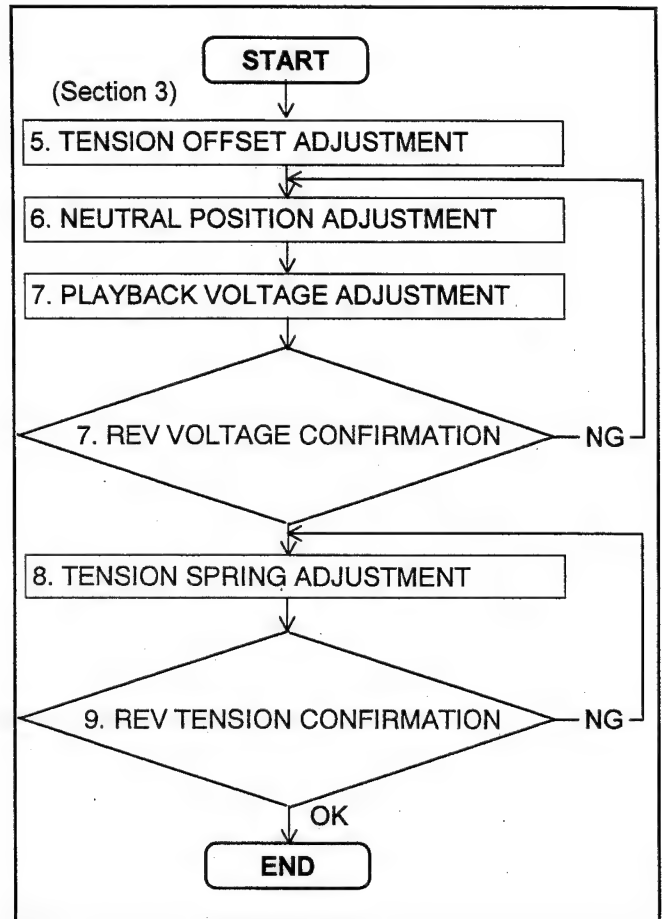 START
(Section 3)
5. TENSION OFFSET ADJUSTMENT
6. NEUTRAL POSITION ADJUSTMENT
7. PLAYBACK VOLTAGE ADJUSTMENT
7. REV VOLTAGE CONFIRMATION
NG
8. TENSION SPRING ADJUSTMENT
9. REV TENSION CONFIRMATION
NG
OK
END